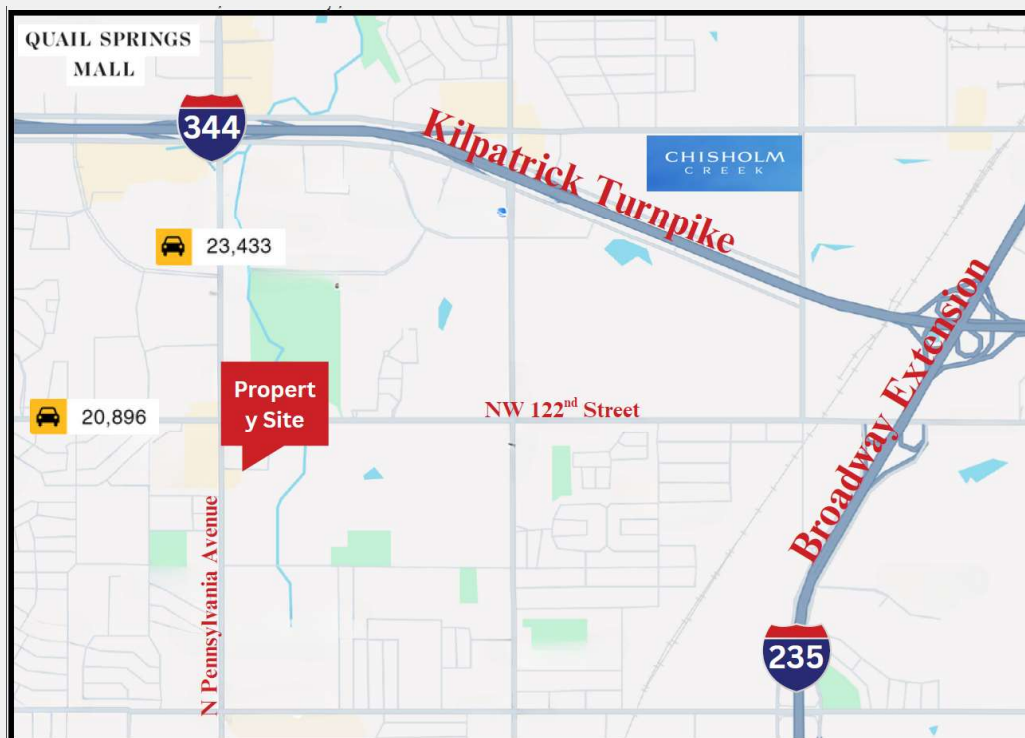 QUAIL SPRINGS
MALL
344
Kilpatrick Turnpike
CHISHOLM
CREEK
23,433
Propert
y Site
20,896
NW 122nd Street
Broadway Extension
N Pennsylvania Avenue
235